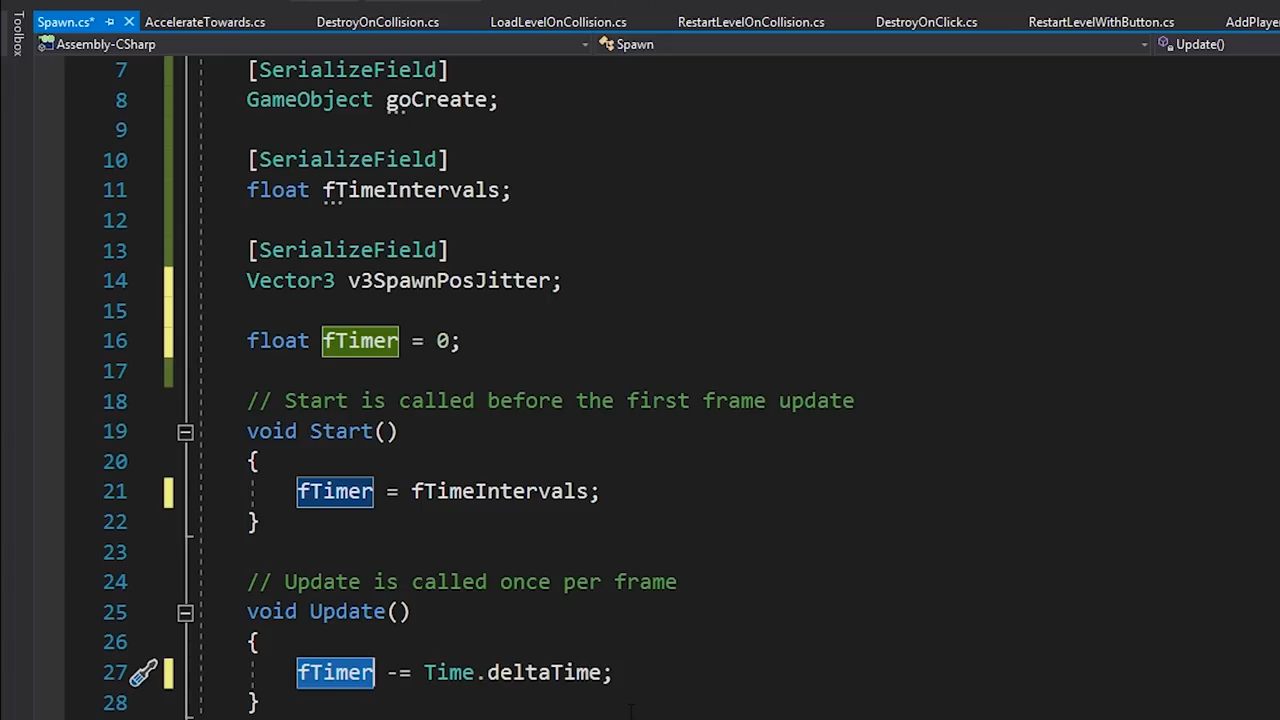 Toolbox
Spawn.cs* AccelerateTowards.cs DestroyOnCollision.cs LoadLevelOnCollision.cs RestartLevelOnCollision.cs DestroyOnClick.cs RestartLevelWithButton.cs AddPlaye
Assembly-CSharp Spawn Update()
7 [SerializeField]
8 GameObject goCreate;
9
10 [SerializeField]
11 float fTimeIntervals;
12
13 [SerializeField]
14 Vector3 v3SpawnPosJitter;
15
16 float fTimer = 0;
17
18 // Start is called before the first frame update
19 void Start()
20 {
21 fTimer = fTimeIntervals;
22 }
23
24 // Update is called once per frame
25 void Update()
26 {
27 fTimer -= Time.deltaTime;
28 }